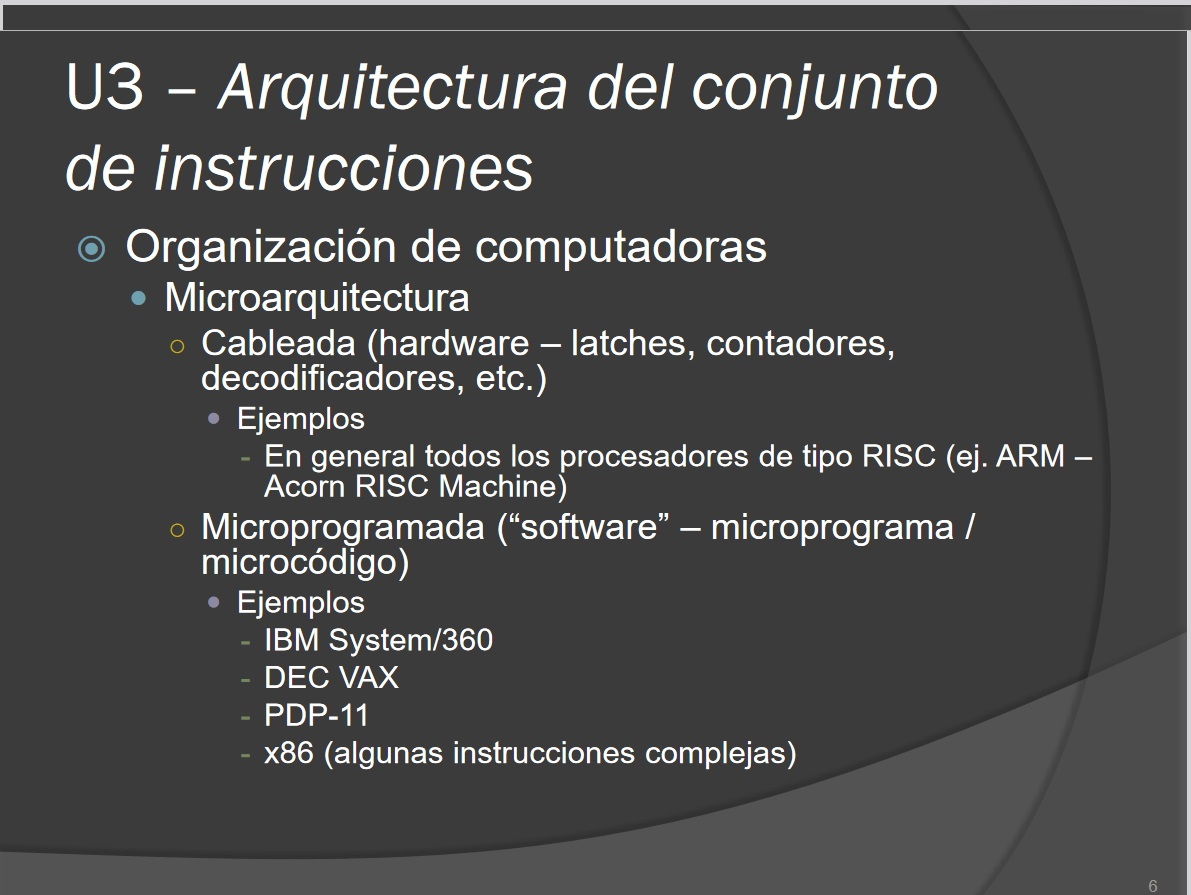 U3 – Arquitectura del conjunto
de instrucciones
Organización de computadoras
Microarquitectura
Cableada (hardware – latches, contadores,
decodificadores, etc.)
Ejemplos
- En general todos los procesadores de tipo RISC (ej. ARM –
Acorn RISC Machine)
Microprogramada (“software” – microprograma /
microcódigo)
Ejemplos
- IBM System/360
- DEC VAX
- PDP-11
- x86 (algunas instrucciones complejas)
6